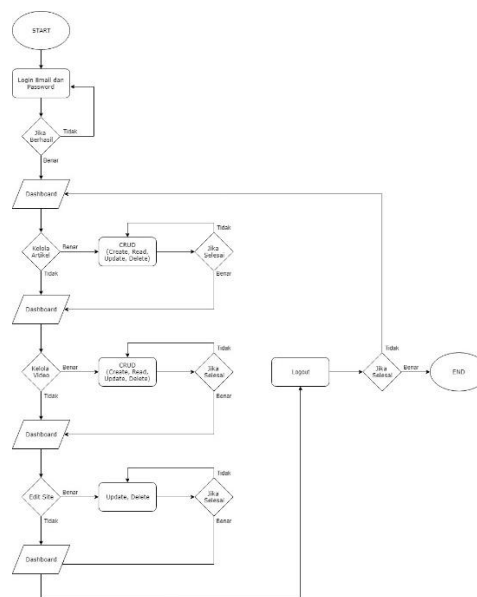 START
Login Email dan
Password
Jika
Berhasil
Tidak
Benar
Dashboard
Kelola
Artikel
Benar
CRUD
(Create, Read,
Update, Delete)
Tidak
Jika
Selesai
Benar
Tidak
Dashboard
Kelola
Video
Benar
CRUD
(Create, Read,
Update, Delete)
Tidak
Jika
Selesai
Benar
Tidak
Dashboard
Edit Site
Benar
Update, Delete
Tidak
Jika
Selesai
Benar
Tidak
Dashboard
Logout
Tidak
Jika
Selesai
Benar
END